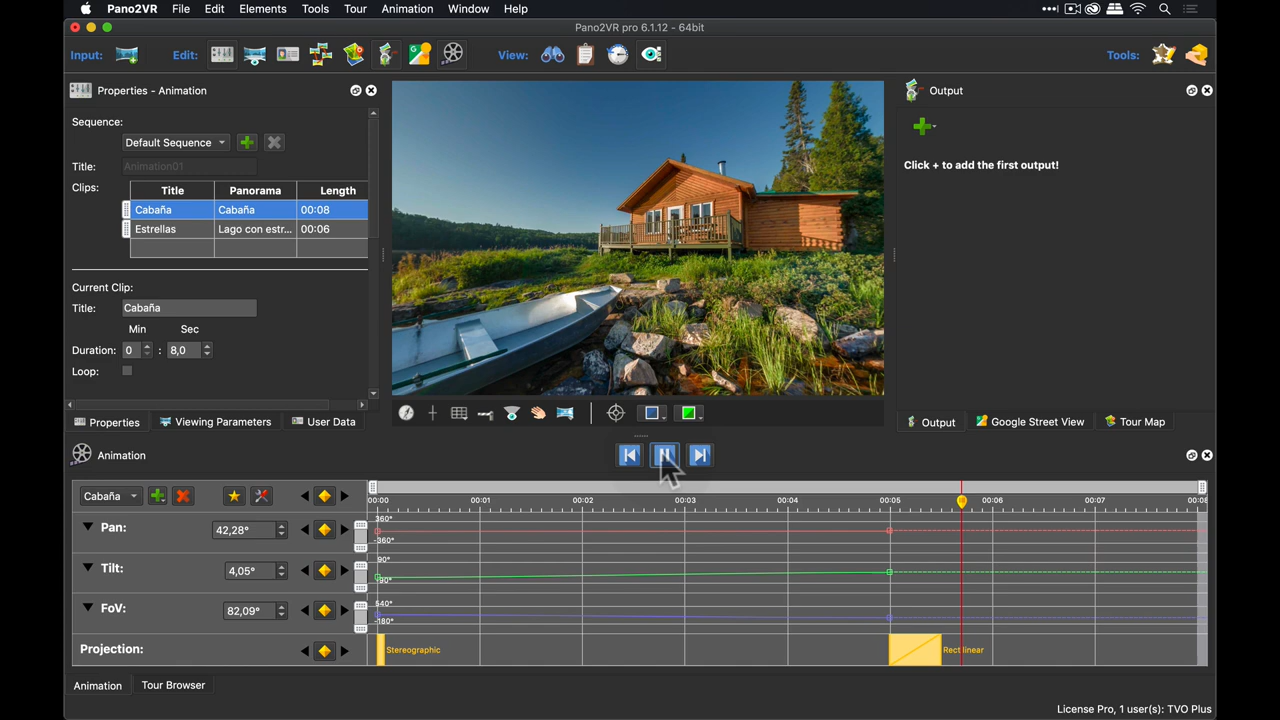 Pano2VR File Edit Elements Tools Tour Animation Window Help
Pano2VR pro 6.1.12 - 64bit
Input: Edit: View: Tools:
Properties - Animation
Output
Sequence:
Default Sequence
Title: Animation01
Clips:
Title Panorama Length
Cabaña Cabaña 00:08
Estrellas Lago con estr... 00:06
Click + to add the first output!
Current Clip:
Title: Cabaña
Min Sec
Duration: 0 : 8,0
Loop:
Properties Viewing Parameters User Data
Output Google Street View Tour Map
Animation
Cabaña
00:00 00:01 00:02 00:03 00:04 00:05 00:06 00:07 00:08
Pan: 42,28°
360°
-360°
Tilt: 4,05°
90°
-90°
FoV: 82,09°
540°
-180°
Projection: Stereographic
Animation Tour Browser
License Pro, 1 user(s): TVO Plus